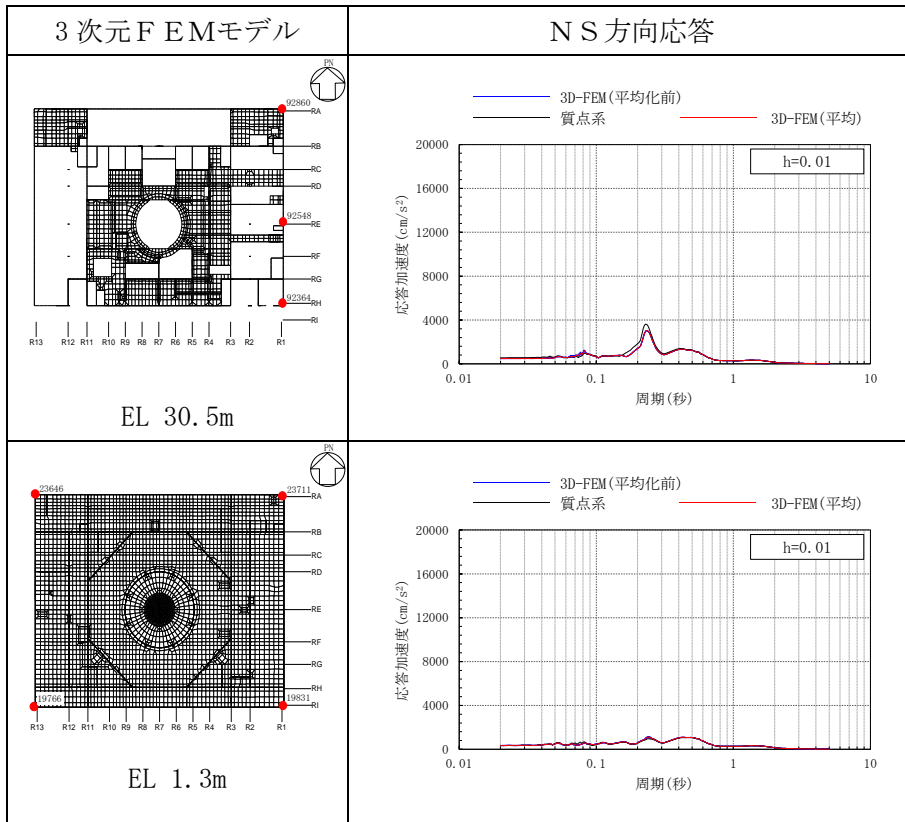 3次元FEMモデル
NS方向応答
PN
92860
RA
RB
RC
RD
92548
RE
RF
RG
92364
RH
RI
R13 R12 R11 R10 R9 R8 R7 R6 R5 R4 R3 R2 R1
EL 30.5m
3D-FEM(平均化前)
質点系 3D-FEM(平均)
h=0.01
応答加速度(cm/s²)
20000
16000
12000
8000
4000
0
0.01 0.1 1 10
周期(秒)
PN
23646 23711
RA
RB
RC
RD
RE
RF
RG
RH
19766 19831
RI
R13 R12 R11 R10 R9 R8 R7 R6 R5 R4 R3 R2 R1
EL 1.3m
3D-FEM(平均化前)
質点系 3D-FEM(平均)
h=0.01
応答加速度(cm/s²)
20000
16000
12000
8000
4000
0
0.01 0.1 1 10
周期(秒)